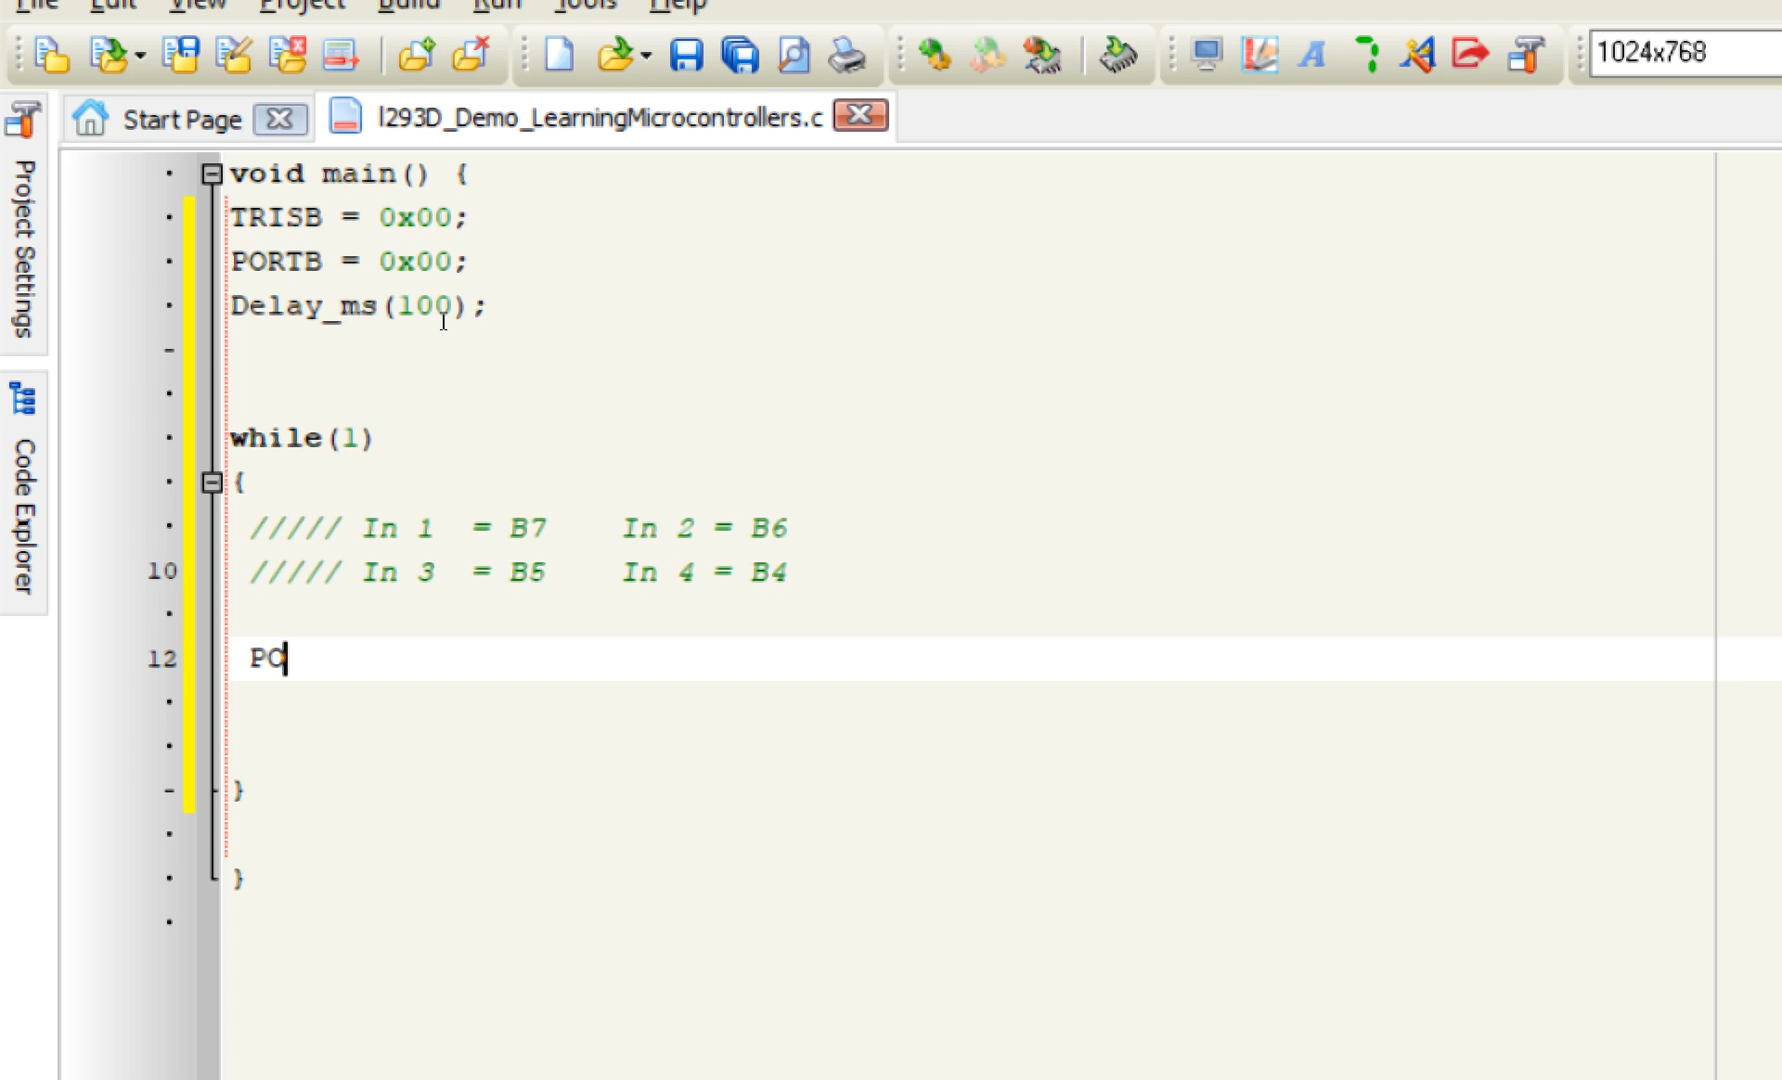 File Edit View Project Build Run Tools Help
1024x768
Start Page
l293D_Demo_LearningMicrocontrollers.c
Project Settings
Code Explorer
void main() {
TRISB = 0x00;
PORTB = 0x00;
Delay_ms(100);
while(1)
{
///// In 1 = B7 In 2 = B6
10 ///// In 3 = B5 In 4 = B4
12 PO
}
}